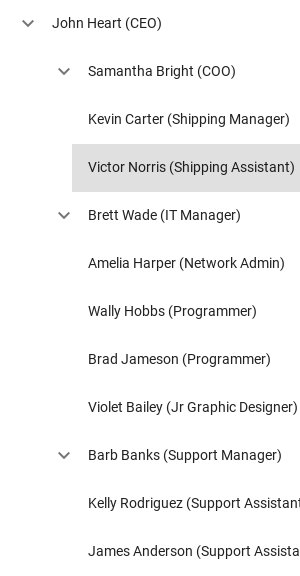 John Heart (CEO)
Samantha Bright (COO)
Kevin Carter (Shipping Manager)
Victor Norris (Shipping Assistant)
Brett Wade (IT Manager)
Amelia Harper (Network Admin)
Wally Hobbs (Programmer)
Brad Jameson (Programmer)
Violet Bailey (Jr Graphic Designer)
Barb Banks (Support Manager)
Kelly Rodriguez (Support Assistant
James Anderson (Support Assista